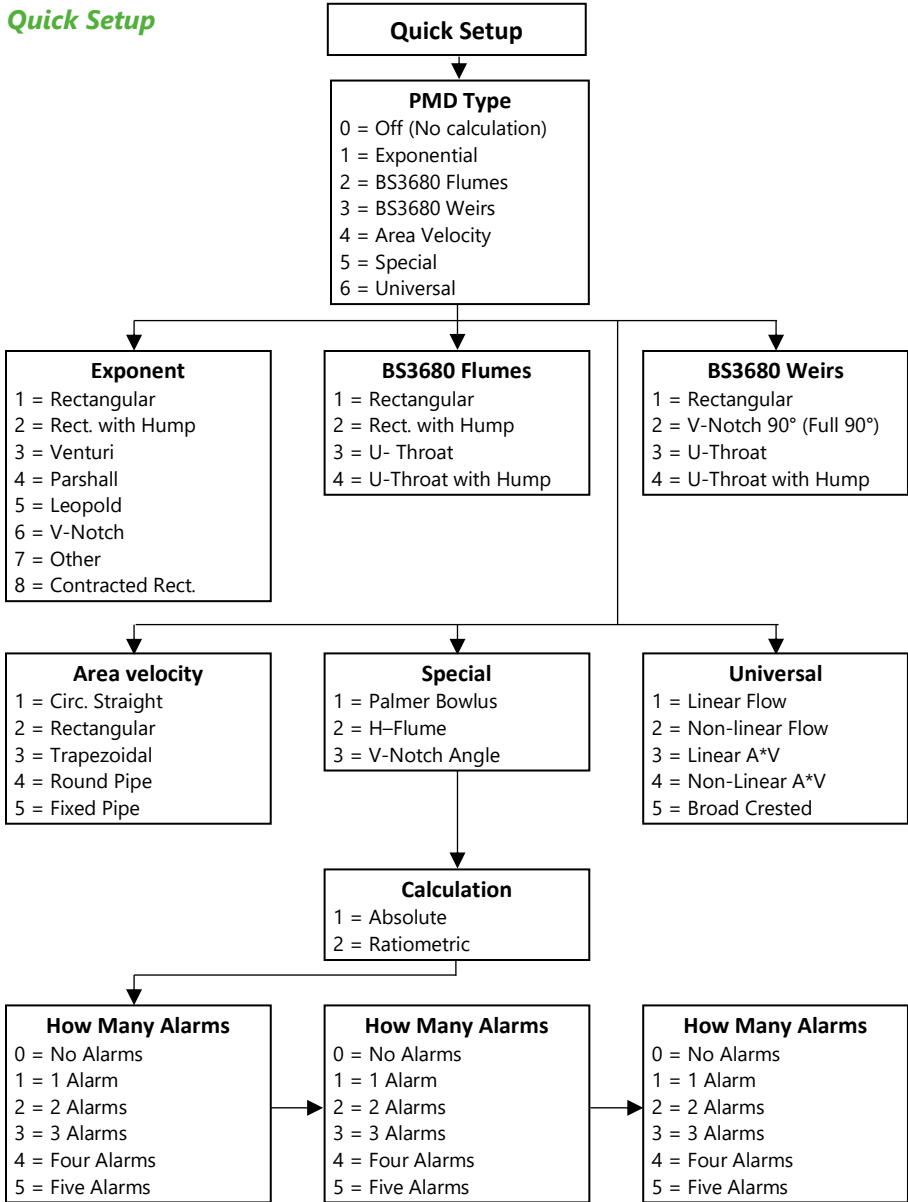 Quick Setup
Quick Setup
PMD Type
0 = Off (No calculation)
1 = Exponential
2 = BS3680 Flumes
3 = BS3680 Weirs
4 = Area Velocity
5 = Special
6 = Universal
Exponent
1 = Rectangular
2 = Rect. with Hump
3 = Venturi
4 = Parshall
5 = Leopold
6 = V-Notch
7 = Other
8 = Contracted Rect.
BS3680 Flumes
1 = Rectangular
2 = Rect. with Hump
3 = U- Throat
4 = U-Throat with Hump
BS3680 Weirs
1 = Rectangular
2 = V-Notch 90° (Full 90°)
3 = U-Throat
4 = U-Throat with Hump
Area velocity
1 = Circ. Straight
2 = Rectangular
3 = Trapezoidal
4 = Round Pipe
5 = Fixed Pipe
Special
1 = Palmer Bowlus
2 = H–Flume
3 = V-Notch Angle
Universal
1 = Linear Flow
2 = Non-linear Flow
3 = Linear A*V
4 = Non-Linear A*V
5 = Broad Crested
Calculation
1 = Absolute
2 = Ratiometric
How Many Alarms
0 = No Alarms
1 = 1 Alarm
2 = 2 Alarms
3 = 3 Alarms
4 = Four Alarms
5 = Five Alarms
How Many Alarms
0 = No Alarms
1 = 1 Alarm
2 = 2 Alarms
3 = 3 Alarms
4 = Four Alarms
5 = Five Alarms
How Many Alarms
0 = No Alarms
1 = 1 Alarm
2 = 2 Alarms
3 = 3 Alarms
4 = Four Alarms
5 = Five Alarms